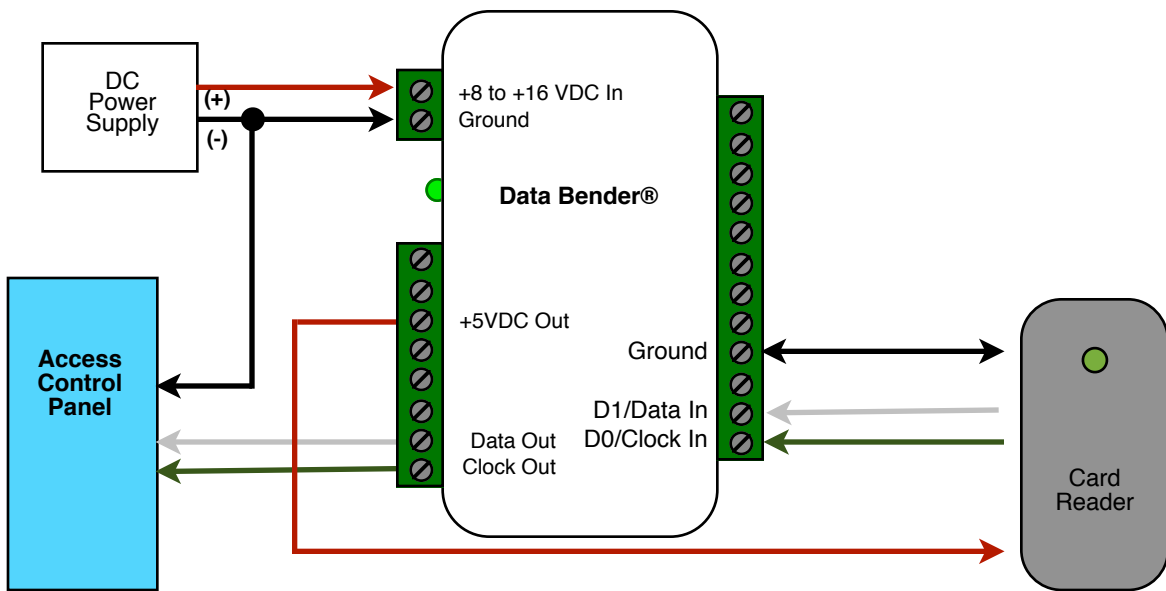 DC
Power
Supply
(+)
(-)
+8 to +16 VDC In
Ground
Data Bender®
+5VDC Out
Ground
D1/Data In
D0/Clock In
Data Out
Clock Out
Access
Control
Panel
Card
Reader